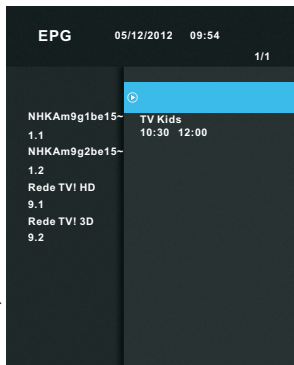 EPG 05/12/2012 09:54
1/1
NHKAm9g1be15~
1.1
NHKAm9g2be15~
1.2
Rede TV! HD
9.1
Rede TV! 3D
9.2
TV Kids
10:30 12:00